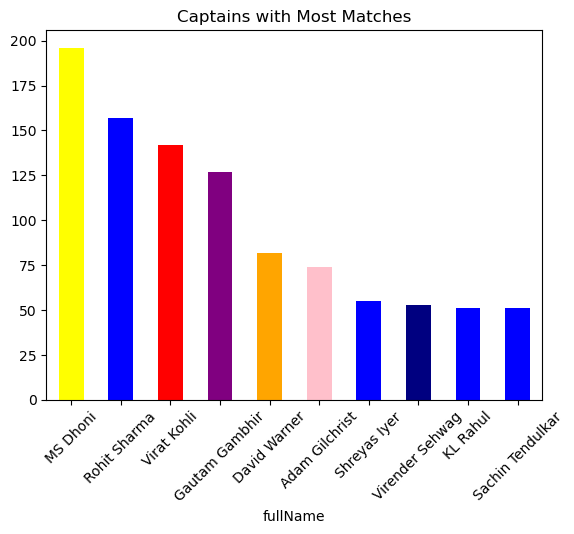 Captains with Most Matches
200
175
150
125
100
75
50
25
0
MS Dhoni
Rohit Sharma
Virat Kohli
Gautam Gambhir
David Warner
Adam Gilchrist
Shreyas Iyer
Virender Sehwag
KL Rahul
Sachin Tendulkar
fullName